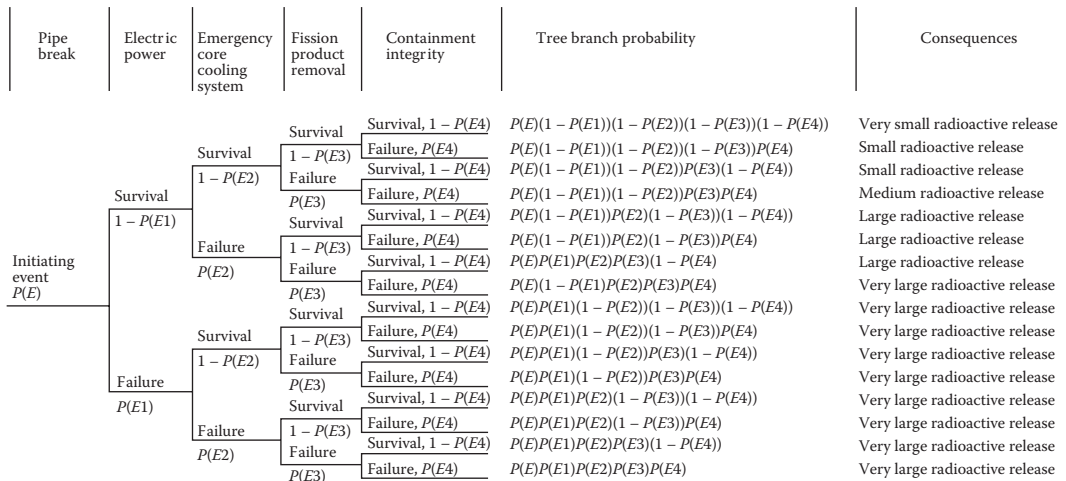 Pipe break
Electric power
Emergency core cooling system
Fission product removal
Containment integrity
Tree branch probability
Consequences
Initiating event
P(E)
Survival
1 – P(E1)
Failure
P(E1)
Survival
1 – P(E2)
Failure
P(E2)
Survival
1 – P(E2)
Failure
P(E2)
Survival
1 – P(E3)
Failure
P(E3)
Survival
1 – P(E3)
Failure
P(E3)
Survival
1 – P(E3)
Failure
P(E3)
Survival
1 – P(E3)
Failure
P(E3)
Survival, 1 – P(E4) P(E)(1 – P(E1))(1 – P(E2))(1 – P(E3))(1 – P(E4)) Very small radioactive release
Failure, P(E4) P(E)(1 – P(E1))(1 – P(E2))(1 – P(E3))P(E4) Small radioactive release
Survival, 1 – P(E4) P(E)(1 – P(E1))(1 – P(E2))P(E3)(1 – P(E4)) Small radioactive release
Failure, P(E4) P(E)(1 – P(E1))(1 – P(E2))P(E3)P(E4) Medium radioactive release
Survival, 1 – P(E4) P(E)(1 – P(E1))P(E2)(1 – P(E3))(1 – P(E4)) Large radioactive release
Failure, P(E4) P(E)(1 – P(E1))P(E2)(1 – P(E3))P(E4) Large radioactive release
Survival, 1 – P(E4) P(E)P(E1)P(E2)P(E3)(1 – P(E4) Large radioactive release
Failure, P(E4) P(E)(1 – P(E1)P(E2)P(E3)P(E4) Very large radioactive release
Survival, 1 – P(E4) P(E)P(E1)(1 – P(E2))(1 – P(E3))(1 – P(E4)) Very large radioactive release
Failure, P(E4) P(E)P(E1)(1 – P(E2))(1 – P(E3))P(E4) Very large radioactive release
Survival, 1 – P(E4) P(E)P(E1)(1 – P(E2))P(E3)(1 – P(E4)) Very large radioactive release
Failure, P(E4) P(E)P(E1)(1 – P(E2))P(E3)P(E4) Very large radioactive release
Survival, 1 – P(E4) P(E)P(E1)P(E2)(1 – P(E3))(1 – P(E4)) Very large radioactive release
Failure, P(E4) P(E)P(E1)P(E2)(1 – P(E3))P(E4) Very large radioactive release
Survival, 1 – P(E4) P(E)P(E1)P(E2)P(E3)(1 – P(E4)) Very large radioactive release
Failure, P(E4) P(E)P(E1)P(E2)P(E3)P(E4) Very large radioactive release